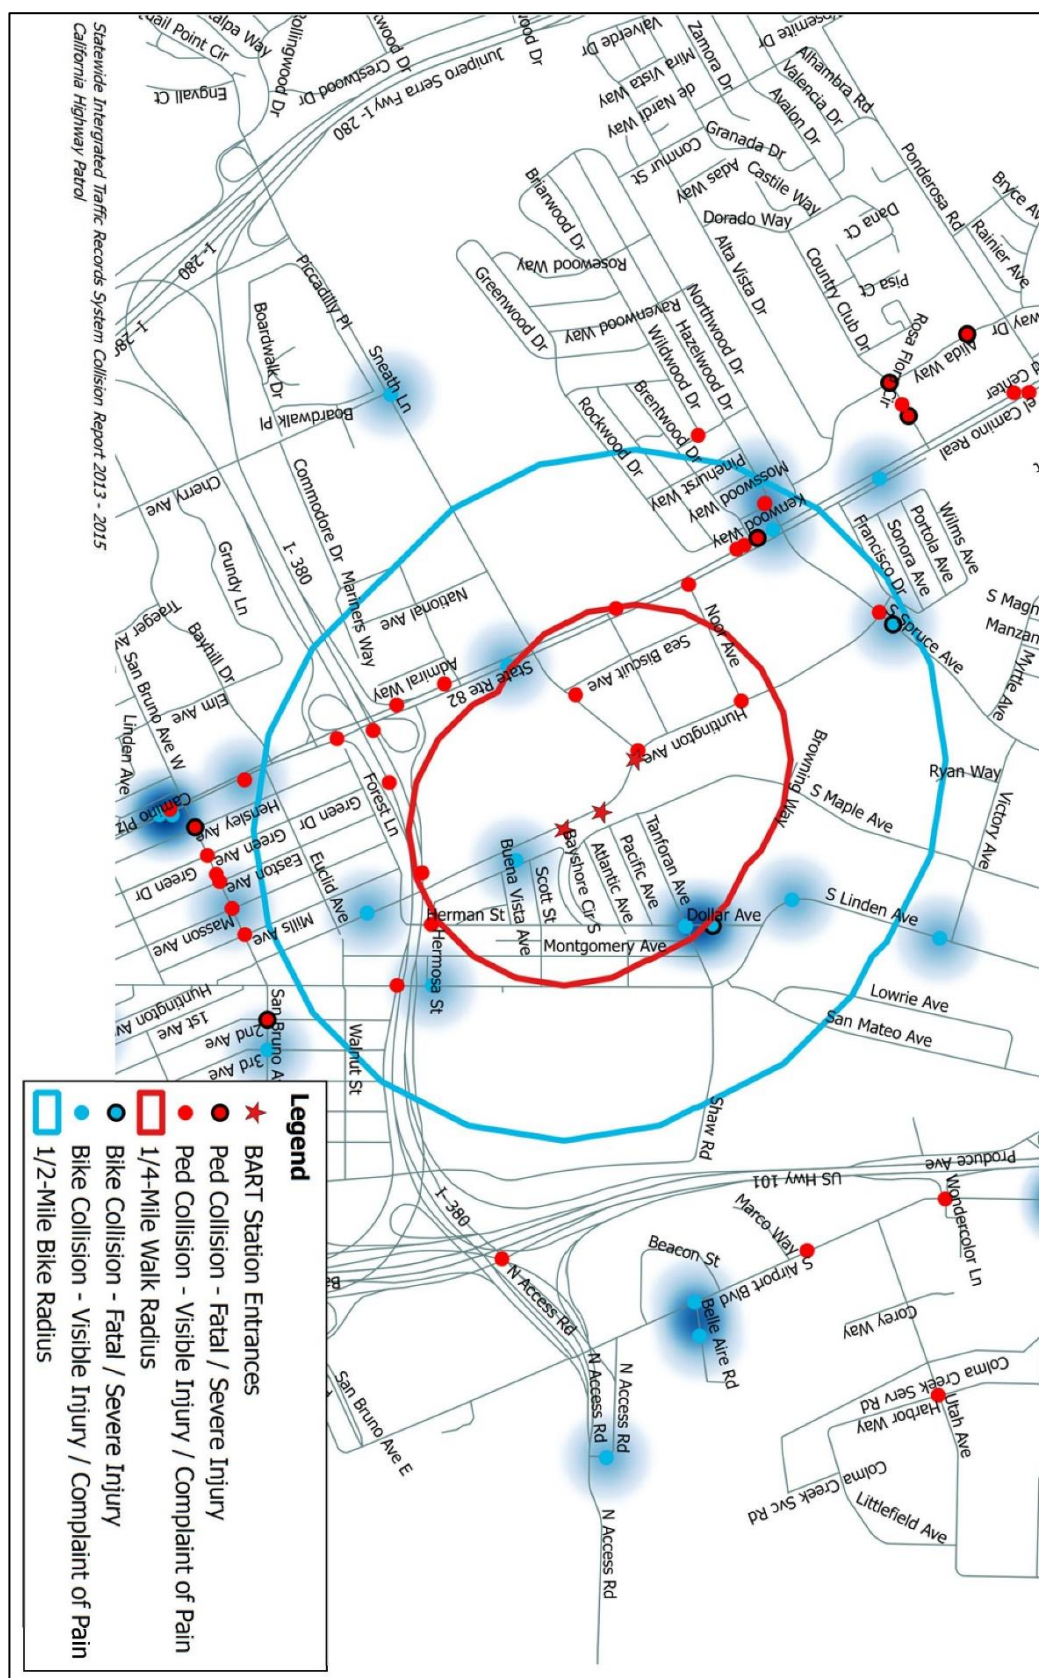 Statewide Intergrated Traffic Records System Collision Report 2013 - 2015
California Highway Patrol
Engvall Ct
Crestwood Dr
Junipero Serra Fwy I- 280
Valverde Dr
Mira Vista Way
de Nardi Way
Zamora Dr
Alhambra Rd
Valencia Dr
Avalon Dr
Granada Dr
Conmur St
Adas Way
Castile Way
Dorado Way
Dana Ct
Ponderosa Rd
Rainier Ave
Pisa Ct
Country Club Dr
Alta Vista Dr
Briarwood Dr
Rosewood Way
Greenwood Dr
Ravenwood Way
Northwood Dr
Hazelwood Dr
Wildwood Dr
Brentwood Dr
Rockwood Dr
Pinehurst Way
Mosswood Way
Kenwood Way
Alida Way
el Camino Real
I- 280
Piccadilly Pl
Boardwalk Dr
Sneath Ln
Boardwalk Pl
Cherry Ave
Commodore Dr
I- 380
Grundy Ln
Mariners Way
National Ave
Admiral Way
State Rte 82
Traeger Av
Bayhill Dr
San Bruno Ave W
Elm Ave
Linden Ave
Francisco Dr
Sonora Ave
Portola Ave
Wilms Ave
S Spruce Ave
S Magn
Manzan
Myrtle Ave
Sea Biscuit Ave
Noor Ave
Huntington Ave
Browning Way
S Maple Ave
Ryan Way
Victory Ave
Camino Plz
Hensley Ave
Forest Ln
Green Dr
Green Ave
Easton Ave
Euclid Ave
Green Dr
Masson Ave
Mills Ave
Buena Vista Ave
Scott St
Bayshore Cir S
Atlantic Ave
Pacific Ave
Tanforan Ave
Dollar Ave
S Linden Ave
Herman St
Montgomery Ave
Hermosa St
Lowrie Ave
San Mateo Ave
Huntington Av
1st Ave
2nd Ave
3rd Ave
San Bruno A
Walnut St
Shaw Rd
Produce Ave
US Hwy 101
Wondercolor Ln
I- 380
Marco Way
Beacon St
S Airport Blvd
N Access Rd
Belle Aire Rd
Corey Way
Colma Creek Serv Rd
Harbor Way
Utah Ave
N Access Rd
N Access Rd
San Bruno Ave E
Colma Creek Svc Rd
Littlefield Ave
N Access Rd
Legend
BART Station Entrances
Ped Collision - Fatal / Severe Injury
Ped Collision - Visible Injury / Complaint of Pain
1/4-Mile Walk Radius
Bike Collision - Fatal / Severe Injury
Bike Collision - Visible Injury / Complaint of Pain
1/2-Mile Bike Radius